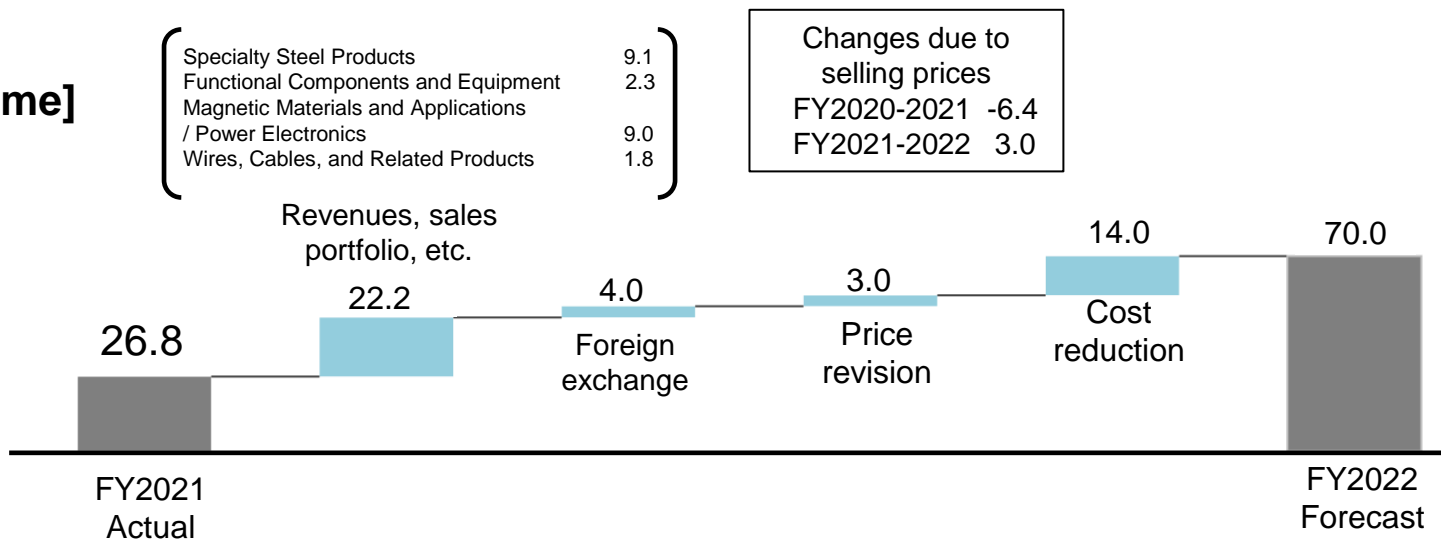 me]
Specialty Steel Products 9.1
Functional Components and Equipment 2.3
Magnetic Materials and Applications
/ Power Electronics 9.0
Wires, Cables, and Related Products 1.8
Changes due to
selling prices
FY2020-2021 -6.4
FY2021-2022 3.0
Revenues, sales
portfolio, etc.
26.8
22.2
4.0
Foreign
exchange
3.0
Price
revision
14.0
Cost
reduction
70.0
FY2021
Actual
FY2022
Forecast